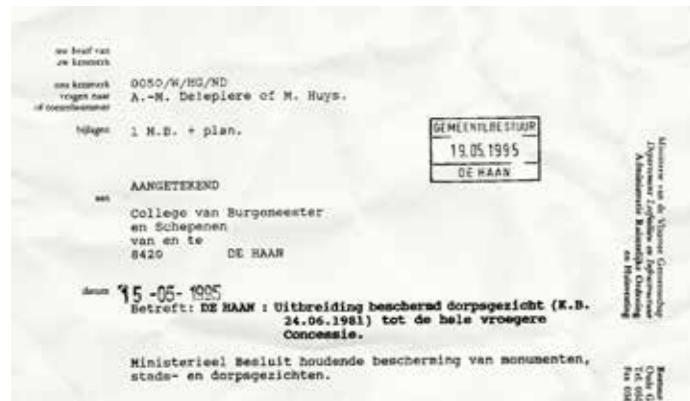 uw brief van
uw kenmerk
ons kenmerk 0050/W/HG/ND
vragen naar A.-M. Delepiere of M. Huys.
of toestelnummer
bijlagen 1 M.B. + plan.
GEMEENTEBESTUUR
19.05.1995
DE HAAN
AANGETEKEND
aan
College van Burgemeester
en Schepenen
van en te
8420 DE HAAN
datum 15 -05- 1995
Betreft: DE HAAN : Uitbreiding beschermd dorpsgezicht (K.B.
24.06.1981) tot de hele vroegere
Concessie.
Ministerieel Besluit houdende bescherming van monumenten,
stads- en dorpsgezichten.
Ministerie van de Vlaamse Gemeenschap
Departement Leefmilieu en Infrastructuur
Administratie Ruimtelijke Ordening
en Huisvesting